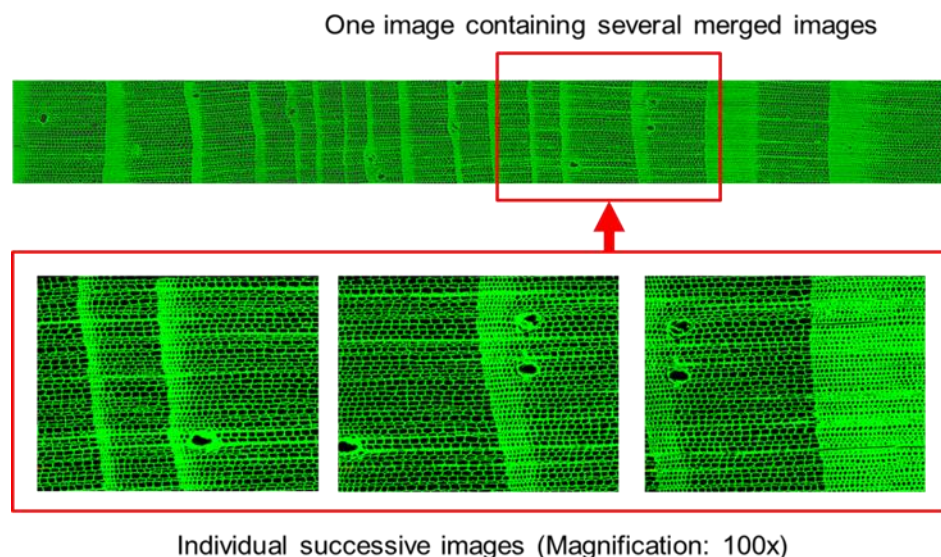 One image containing several merged images
Individual successive images (Magnification: 100x)